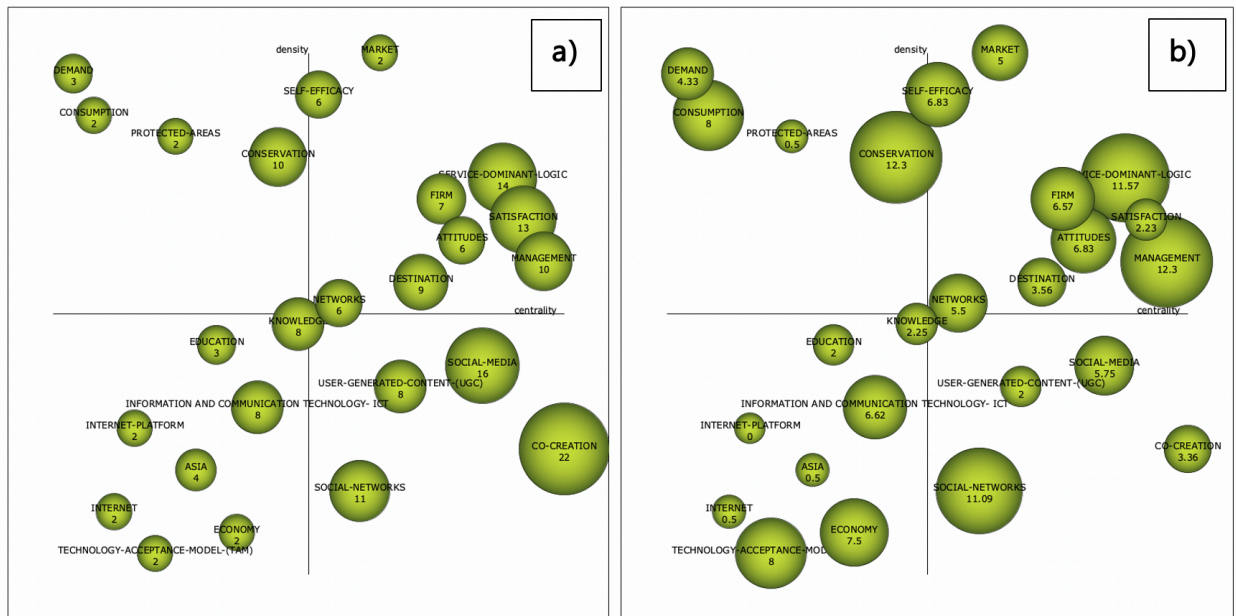 a)
density
MARKET
2
DEMAND
3
SELF-EFFICACY
6
CONSUMPTION
2
PROTECTED-AREAS
2
CONSERVATION
10
SERVICE-DOMINANT-LOGIC
14
FIRM
7
SATISFACTION
13
ATTITUDES
6
MANAGEMENT
10
DESTINATION
9
NETWORKS
6
centrality
KNOWLEDGE
8
EDUCATION
3
SOCIAL-MEDIA
16
USER-GENERATED-CONTENT-(UGC)
8
INFORMATION AND COMMUNICATION TECHNOLOGY- ICT
8
INTERNET-PLATFORM
2
CO-CREATION
22
ASIA
4
SOCIAL-NETWORKS
11
INTERNET
2
ECONOMY
2
TECHNOLOGY-ACCEPTANCE-MODEL-(TAM)
2
b)
density
MARKET
5
DEMAND
4.33
SELF-EFFICACY
6.83
CONSUMPTION
8
PROTECTED-AREAS
0.5
CONSERVATION
12.3
VICE-DOMINANT-LOGIC
11.57
FIRM
6.57
SATISFACTION
2.23
ATTITUDES
6.83
MANAGEMENT
12.3
DESTINATION
3.56
NETWORKS
5.5
centrality
KNOWLEDGE
2.25
EDUCATION
2
SOCIAL-MEDIA
5.75
USER-GENERATED-CONTENT-(UGC)
2
INFORMATION AND COMMUNICATION TECHNOLOGY- ICT
6.62
INTERNET-PLATFORM
0
CO-CREATION
3.36
ASIA
0.5
SOCIAL-NETWORKS
11.09
INTERNET
0.5
ECONOMY
7.5
TECHNOLOGY-ACCEPTANCE-MOD
8